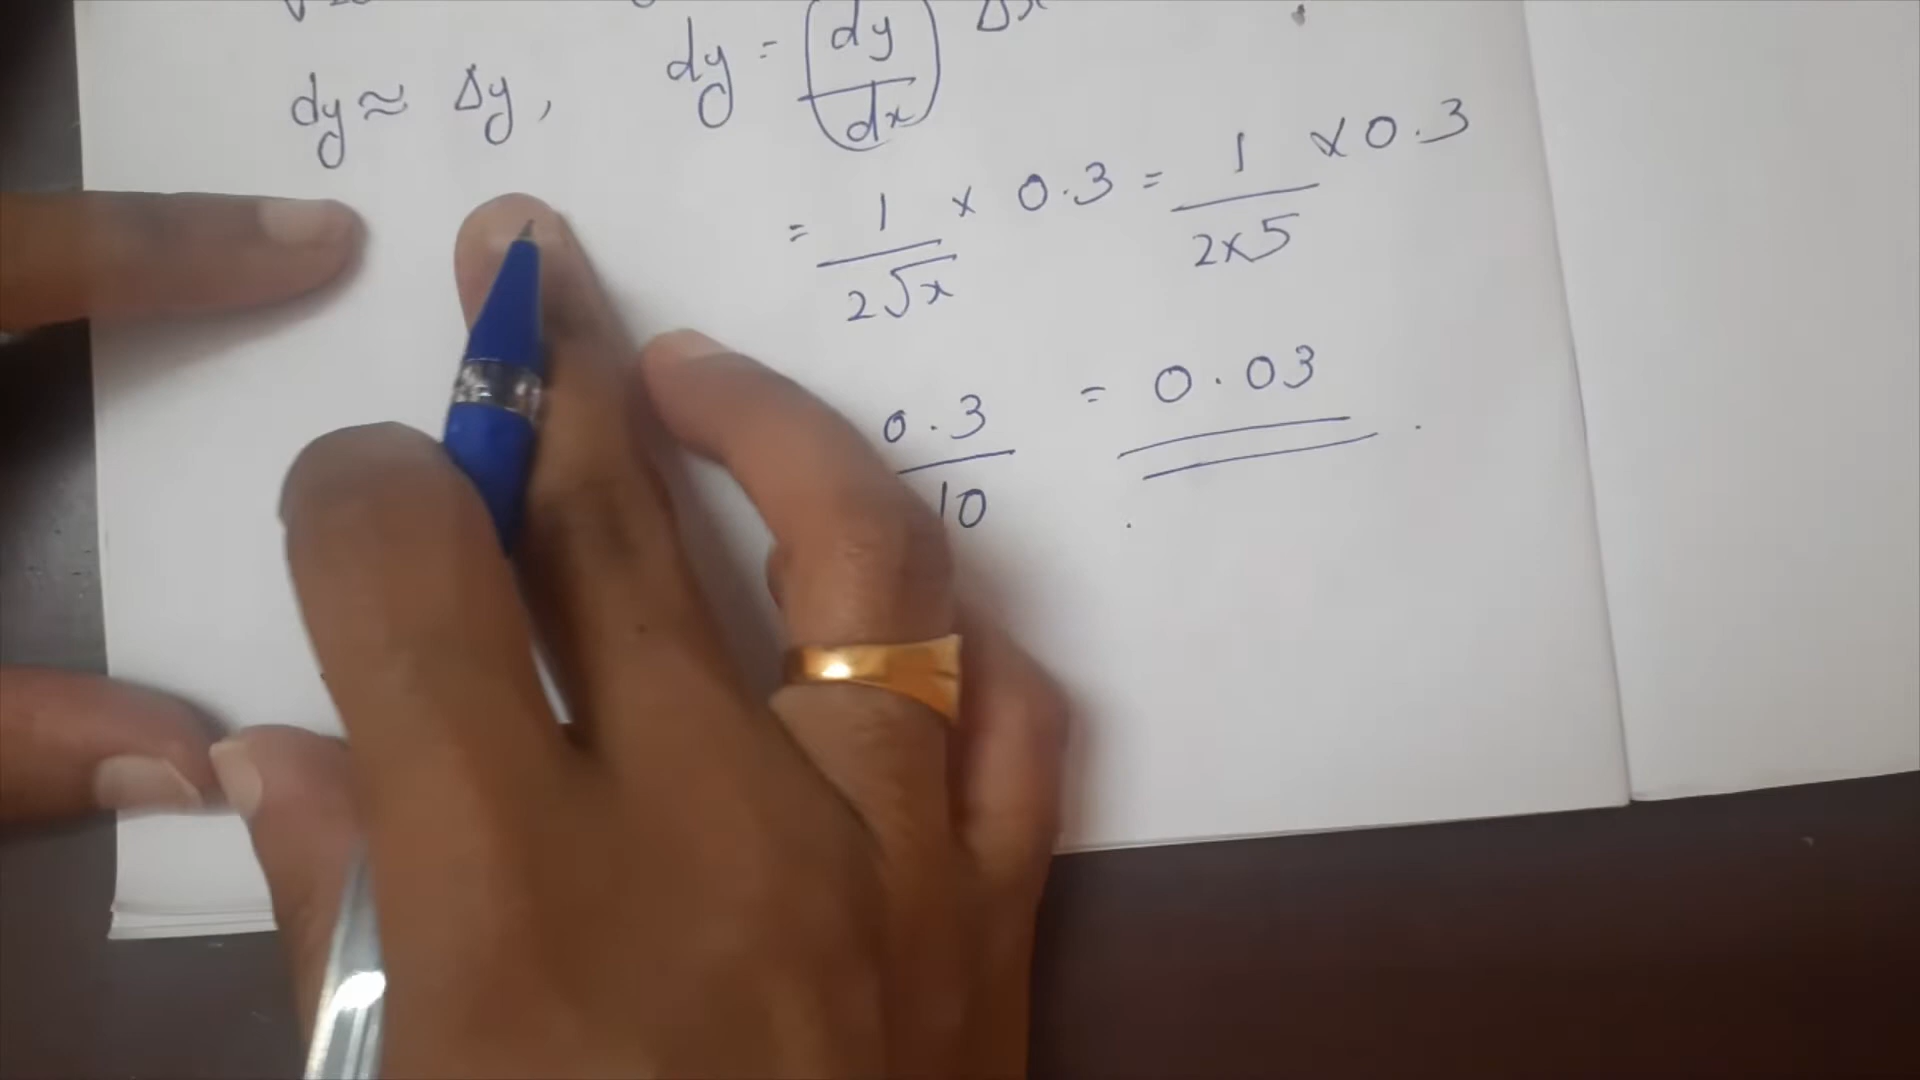 dy ≈ Δy, dy = (dy/dx) Δx
= 1/2√x × 0.3 = 1/2×5 × 0.3
0.3/10 = 0.03